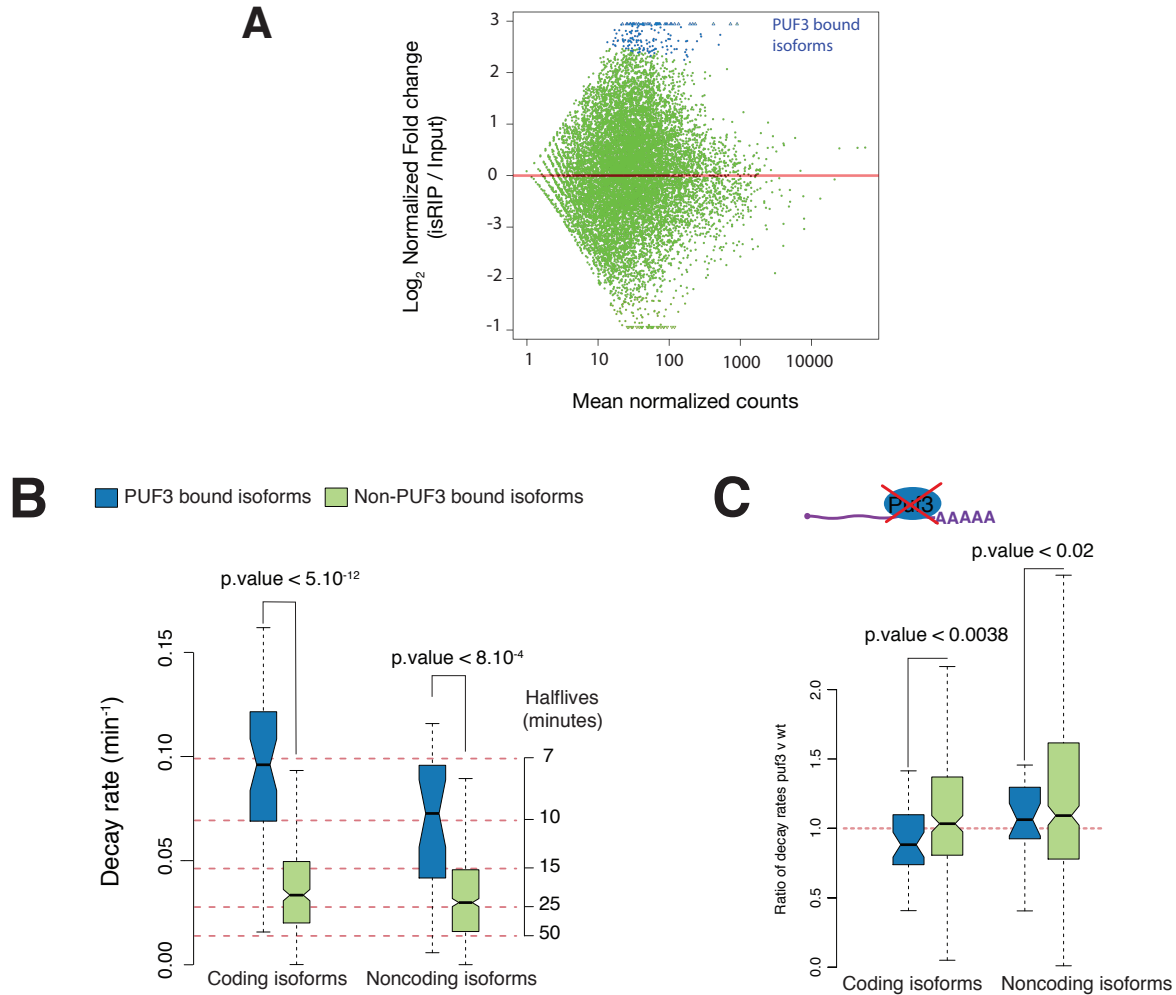 A
Log2 Normalized Fold change
(isRIP / Input)
3
2
1
0
-3
-2
-1
PUF3 bound
isoforms
1 10 100 1000 10000
Mean normalized counts
B
PUF3 bound isoforms Non-PUF3 bound isoforms
p.value < 5.10-12
p.value < 8.10-4
Decay rate (min-1)
0.15
0.10
0.05
0.00
Halflives
(minutes)
7
10
15
25
50
Coding isoforms Noncoding isoforms
C
Puf3
AAAAA
p.value < 0.02
p.value < 0.0038
Ratio of decay rates puf3 v wt
2.0
1.5
1.0
0.5
0.0
Coding isoforms Noncoding isoforms